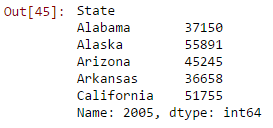 Out[45]: State
Alabama 37150
Alaska 55891
Arizona 45245
Arkansas 36658
California 51755
Name: 2005, dtype: int64